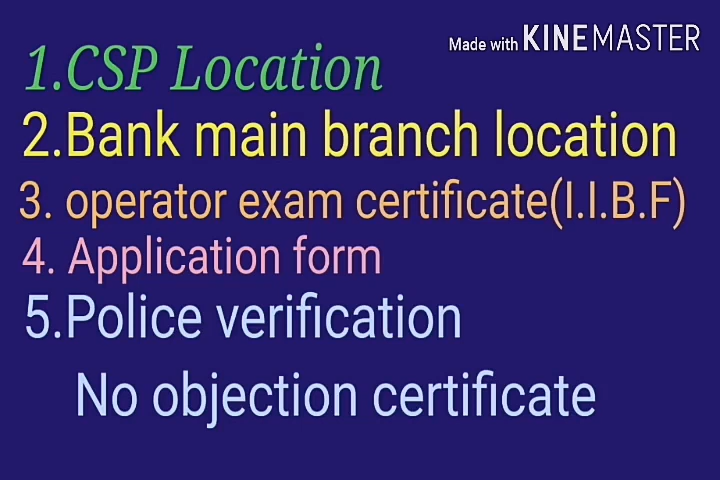 Made with KINEMASTER
1.CSP Location
2.Bank main branch location
3. operator exam certificate(I.I.B.F)
4. Application form
5.Police verification
No objection certificate